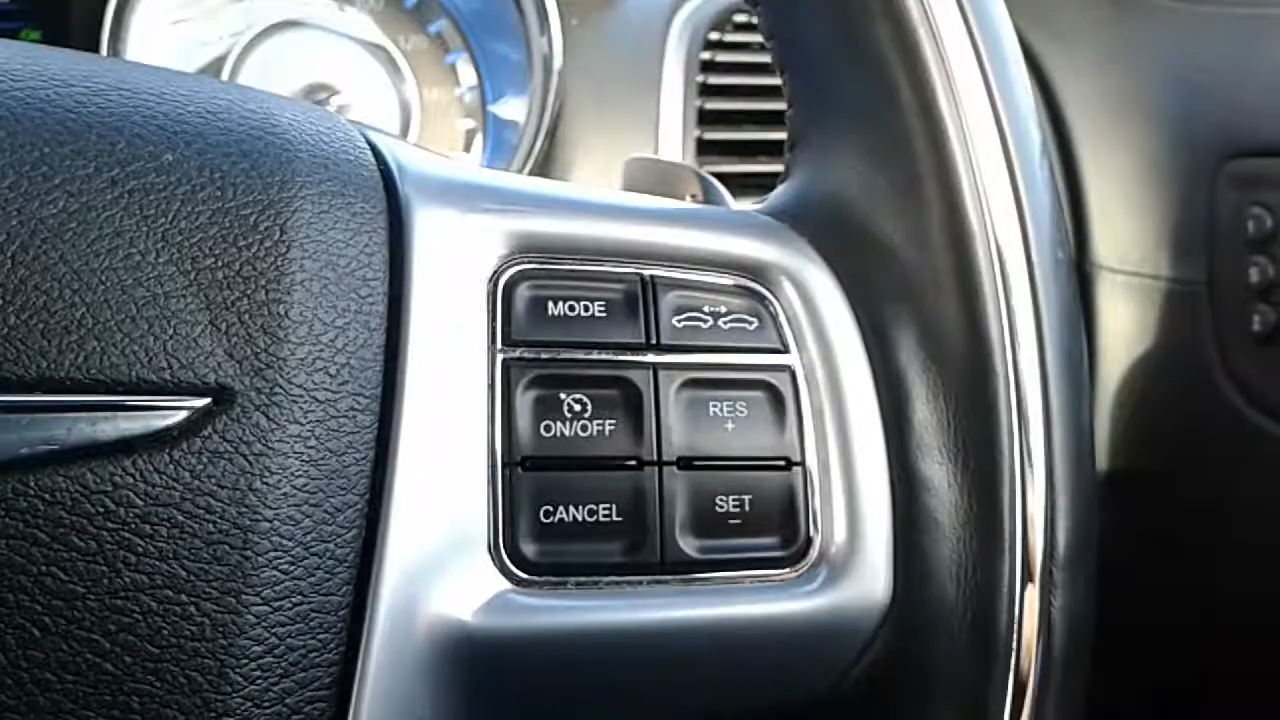 MODE
ON/OFF
RES
+
CANCEL
SET
−